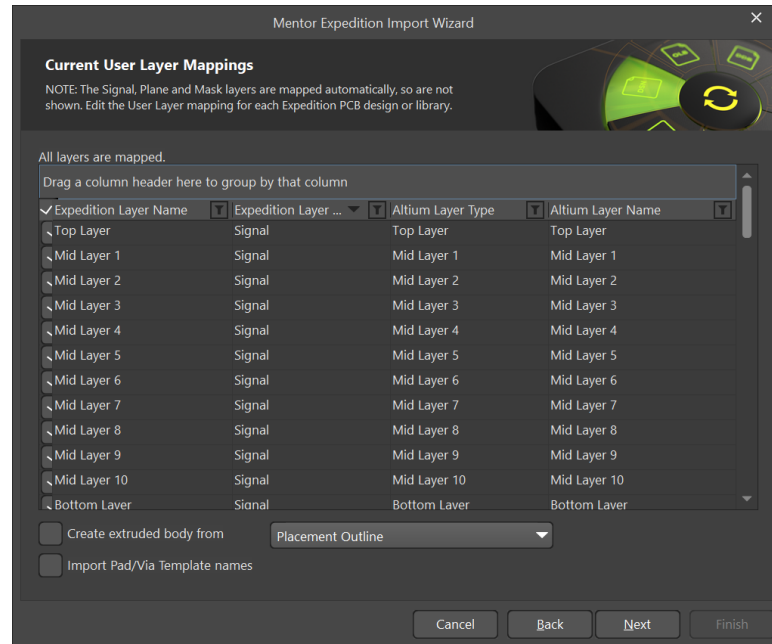 Mentor Expedition Import Wizard
Current User Layer Mappings
NOTE: The Signal, Plane and Mask layers are mapped automatically, so are not
shown. Edit the User Layer mapping for each Expedition PCB design or library.
All layers are mapped.
Drag a column header here to group by that column
Expedition Layer Name Expedition Layer ... Altium Layer Type Altium Layer Name
Top Layer Signal Top Layer Top Layer
Mid Layer 1 Signal Mid Layer 1 Mid Layer 1
Mid Layer 2 Signal Mid Layer 2 Mid Layer 2
Mid Layer 3 Signal Mid Layer 3 Mid Layer 3
Mid Layer 4 Signal Mid Layer 4 Mid Layer 4
Mid Layer 5 Signal Mid Layer 5 Mid Layer 5
Mid Layer 6 Signal Mid Layer 6 Mid Layer 6
Mid Layer 7 Signal Mid Layer 7 Mid Layer 7
Mid Layer 8 Signal Mid Layer 8 Mid Layer 8
Mid Layer 9 Signal Mid Layer 9 Mid Layer 9
Mid Layer 10 Signal Mid Layer 10 Mid Layer 10
Bottom Layer Signal Bottom Layer Bottom Layer
Create extruded body from Placement Outline
Import Pad/Via Template names
Cancel Back Next Finish